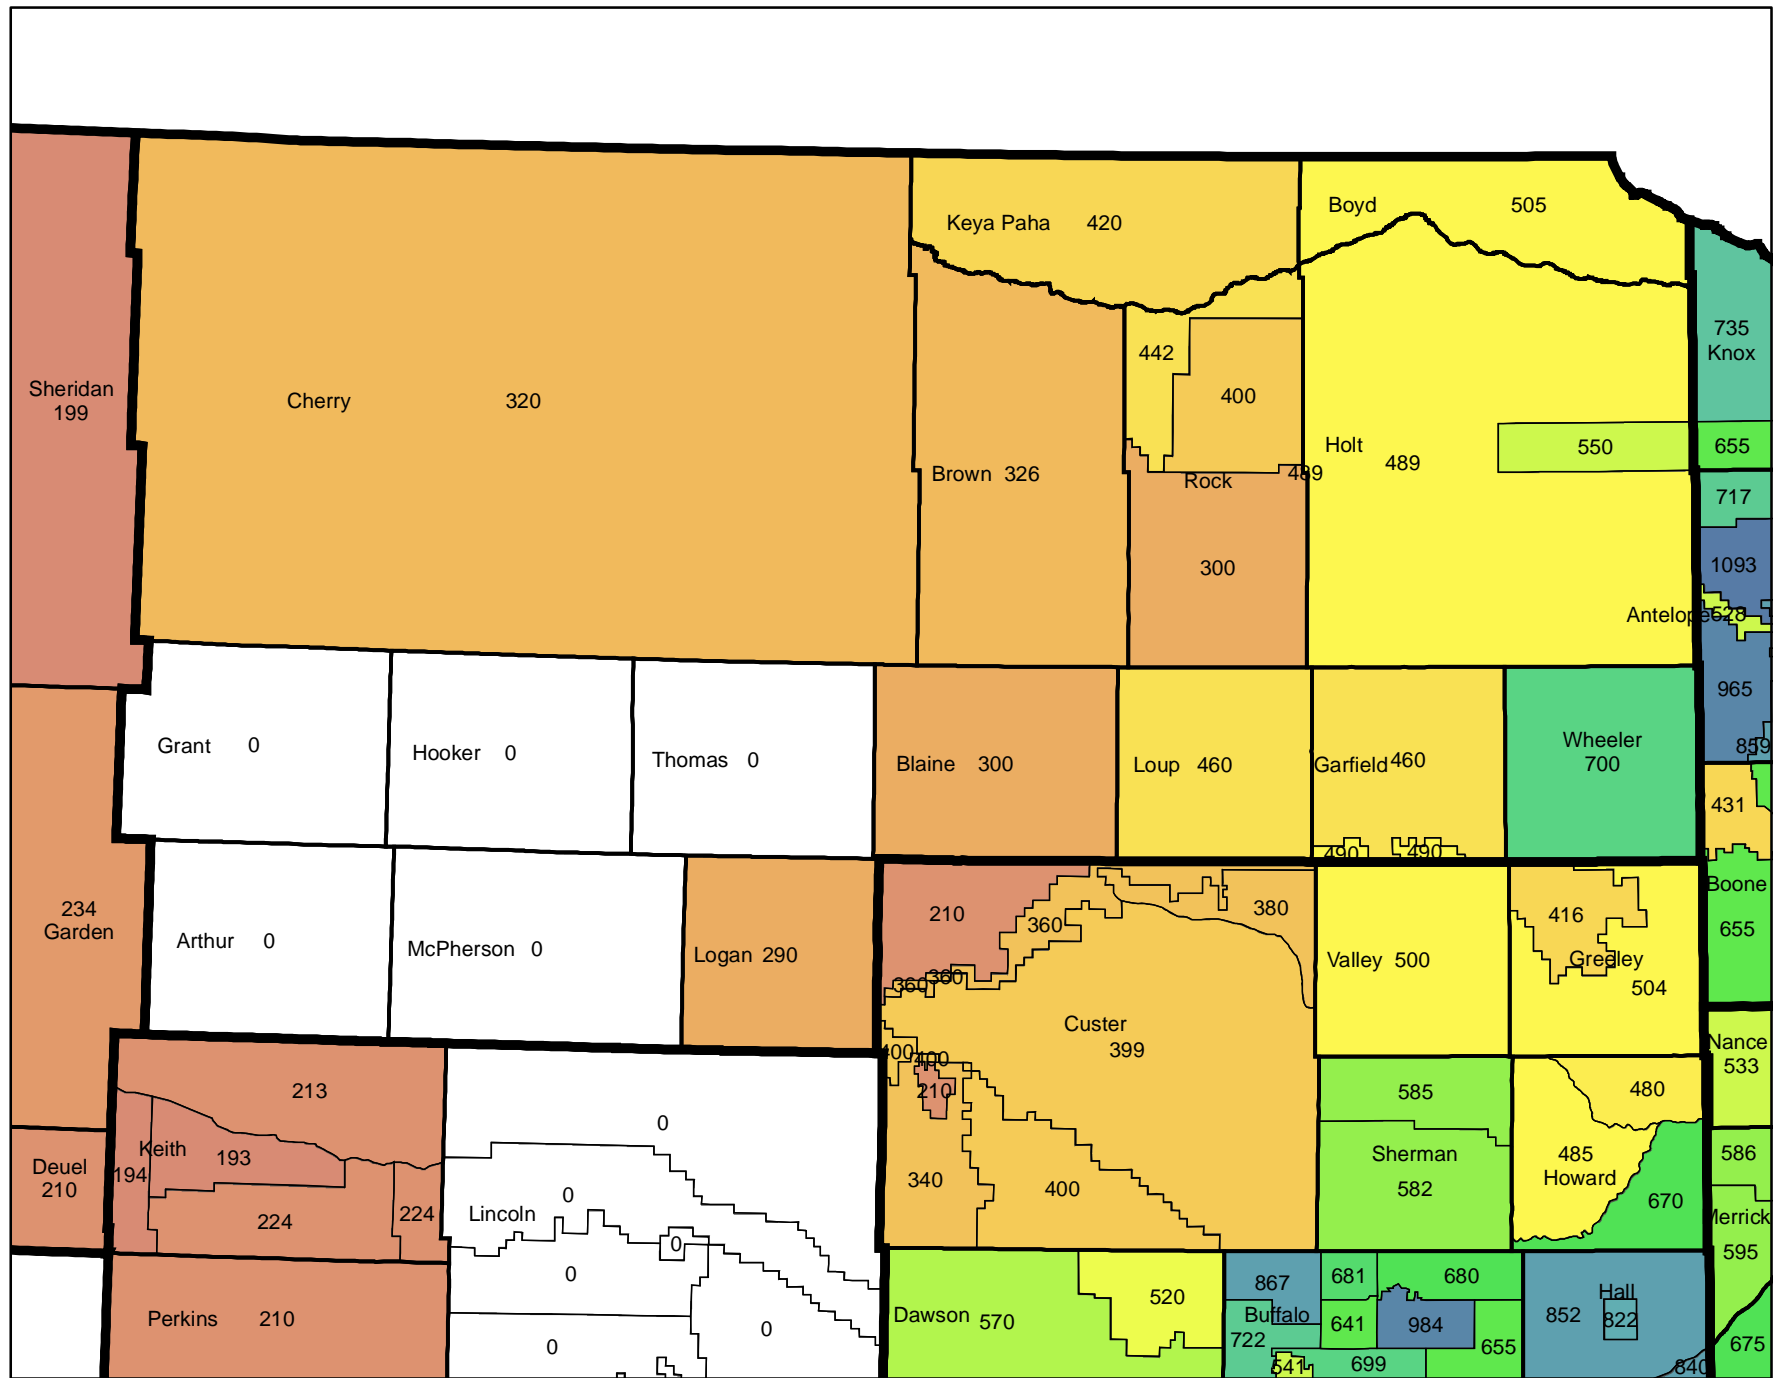 Boyd 505
Keya Paha 420
735
Knox
442
Sheridan
199
Cherry 320
400
Holt 489
550
655
Brown 326
489
Rock
717
300
1093
Antelope 528
965
Grant 0
Hooker 0
Thomas 0
Blaine 300
Loup 460
Garfield 460
Wheeler
700
859
431
490 490
Boone
655
234
Garden
Arthur 0
McPherson 0
Logan 290
210
360
380
Valley 500
416
Greeley
504
360 360
Custer
399
400 400
210
Nance
533
213
0
585
480
Keith 193
194
Deuel
210
224
224
Lincoln 0
0
0
340
400
Sherman
582
485
Howard
670
586
Merrick
595
Perkins 210
0
0
Dawson 570
520
867
Buffalo
722
541
681
680
641
984
655
699
Hall
852
822
840
675